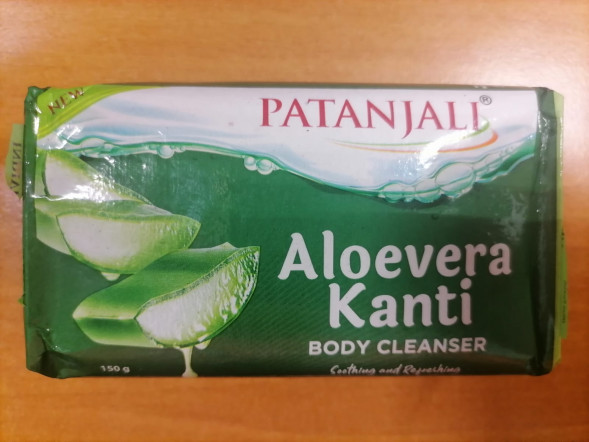 NEW
PATANJALI®
Aloevera
Kanti
BODY CLEANSER
150 g
Soothing and Refreshing